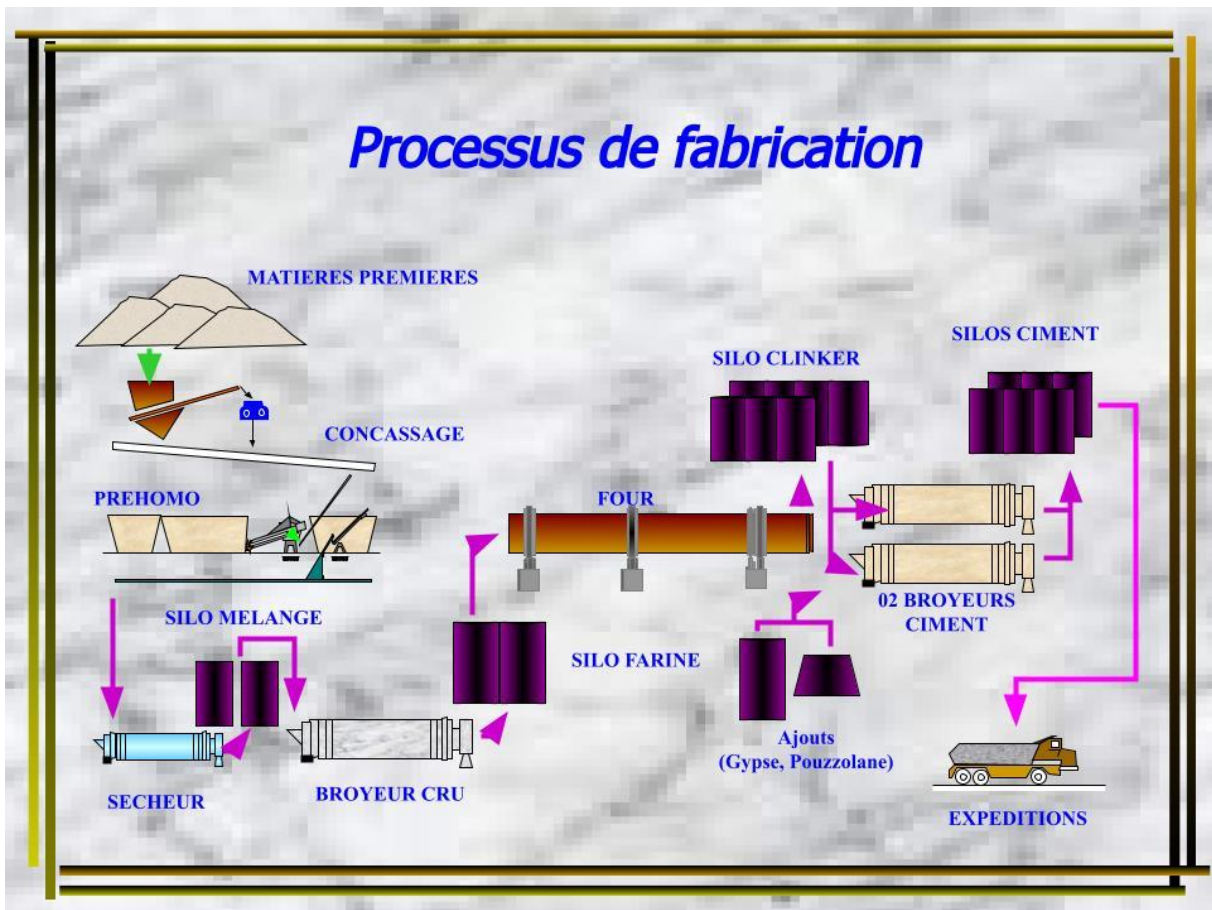 Processus de fabrication
MATIERES PREMIERES
CONCASSAGE
PREHOMO
SILO MELANGE
SECHEUR
BROYEUR CRU
SILO FARINE
FOUR
SILO CLINKER
SILOS CIMENT
02 BROYEURS
CIMENT
Ajouts
(Gypse, Pouzzolane)
EXPEDITIONS